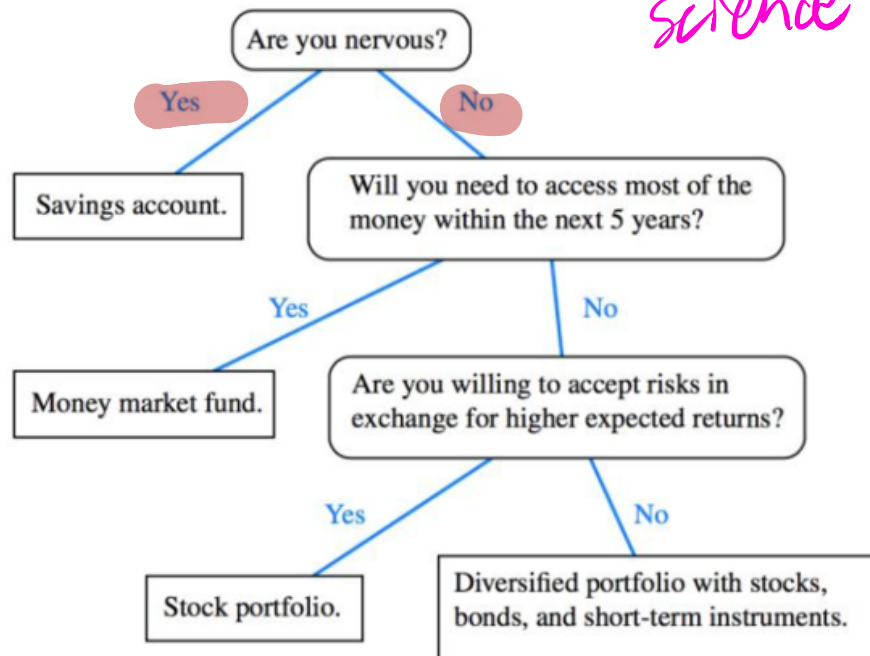 science
Are you nervous?
Yes
No
Savings account.
Will you need to access most of the
money within the next 5 years?
Yes
No
Money market fund.
Are you willing to accept risks in
exchange for higher expected returns?
Yes
No
Stock portfolio.
Diversified portfolio with stocks,
bonds, and short-term instruments.